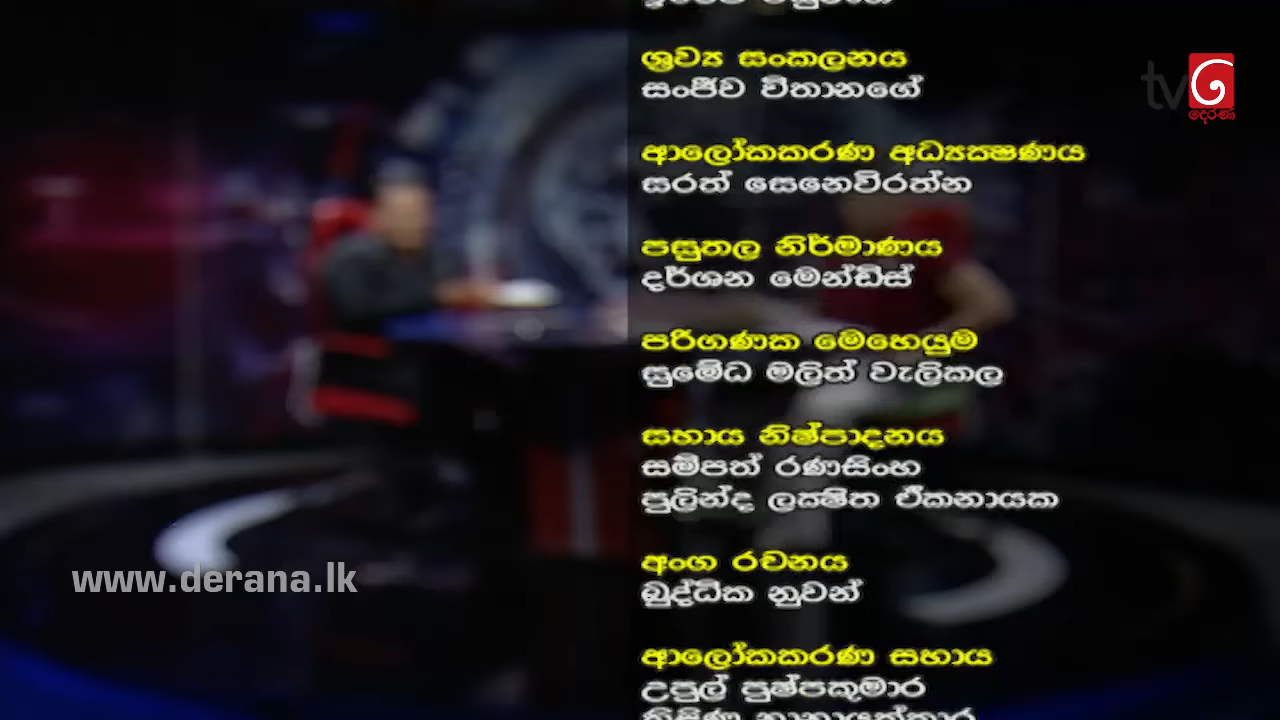 ශ්‍රව්‍ය සංකලනය
සංජීව විතානගේ
ආලෝකකරණ අධ්‍යක්ෂණය
සරත් සෙනෙවිරත්න
පසුතල නිර්මාණය
දර්ශන මෙන්ඩිස්
පරිගණක මෙහෙයුම
සුමේධ මලිත් වැලිකල
සහාය නිෂ්පාදනය
සම්පත් රණසිංහ
පුලින්ද ලක්ෂිත ඒකනායක
අංග රචනය
බුද්ධික නුවන්
ආලෝකකරණ සහාය
උපුල් පුෂ්පකුමාර
tv
දෙරණ
www.derana.lk